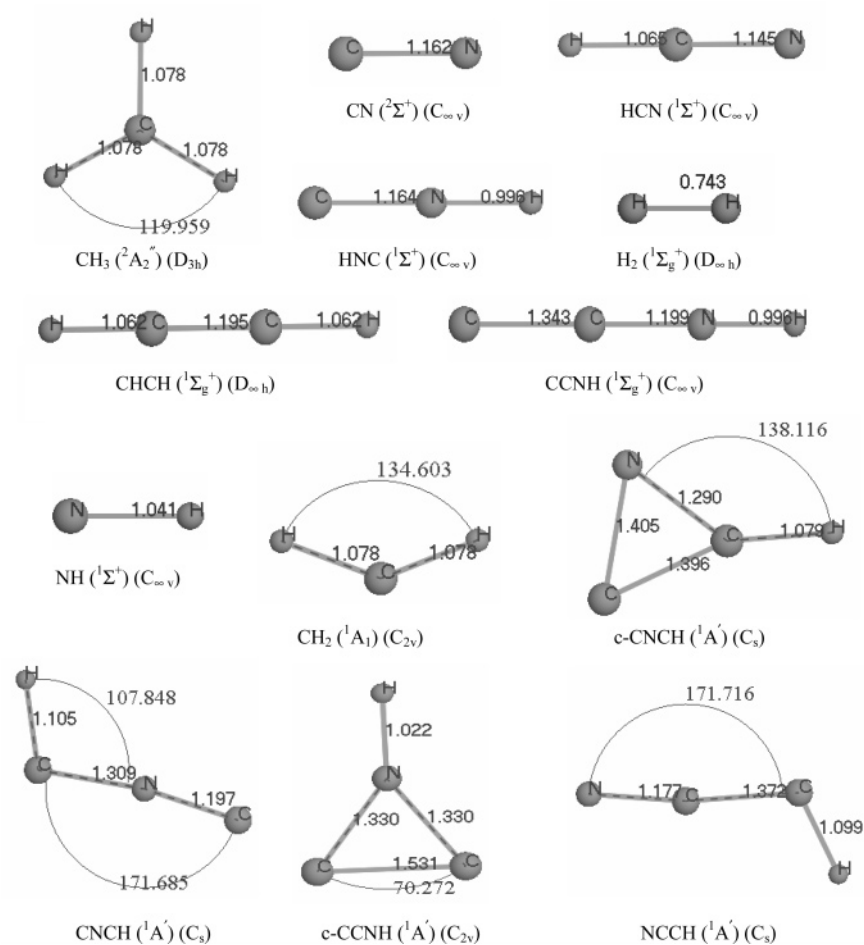 H
1.078
C
1.078
1.078
H
H
119.959
CH₃ (²A₂″) (D₃ₕ)
C
1.162
N
CN (²Σ⁺) (C∞ᵥ)
H
1.065
C
1.145
N
HCN (¹Σ⁺) (C∞ᵥ)
C
1.164
N
0.996
H
HNC (¹Σ⁺) (C∞ᵥ)
0.743
H
H
H₂ (¹Σg⁺) (D∞ₕ)
H
1.062
C
1.195
C
1.062
H
CHCH (¹Σg⁺) (D∞ₕ)
C
1.343
C
1.199
N
0.996
H
CCNH (¹Σg⁺) (C∞ᵥ)
N
1.041
H
NH (¹Σ⁺) (C∞ᵥ)
134.603
H
H
1.078
1.078
C
CH₂ (¹A₁) (C₂ᵥ)
138.116
N
1.290
1.405
C
1.079
H
1.396
C
c-CNCH (¹A′) (Cₛ)
H
107.848
1.105
C
1.309
N
1.197
C
171.685
CNCH (¹A′) (Cₛ)
H
1.022
N
1.330
1.330
C
1.531
C
70.272
c-CCNH (¹A′) (C₂ᵥ)
171.716
N
1.177
C
1.372
C
1.099
H
NCCH (¹A′) (Cₛ)